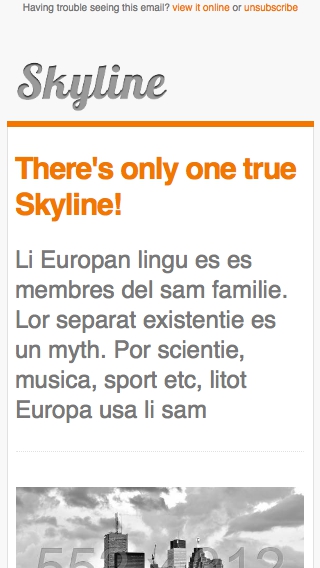 Having trouble seeing this email? view it online or unsubscribe
Skyline
There's only one true
Skyline!
Li Europan lingu es es
membres del sam familie.
Lor separat existentie es
un myth. Por scientie,
musica, sport etc, litot
Europa usa li sam